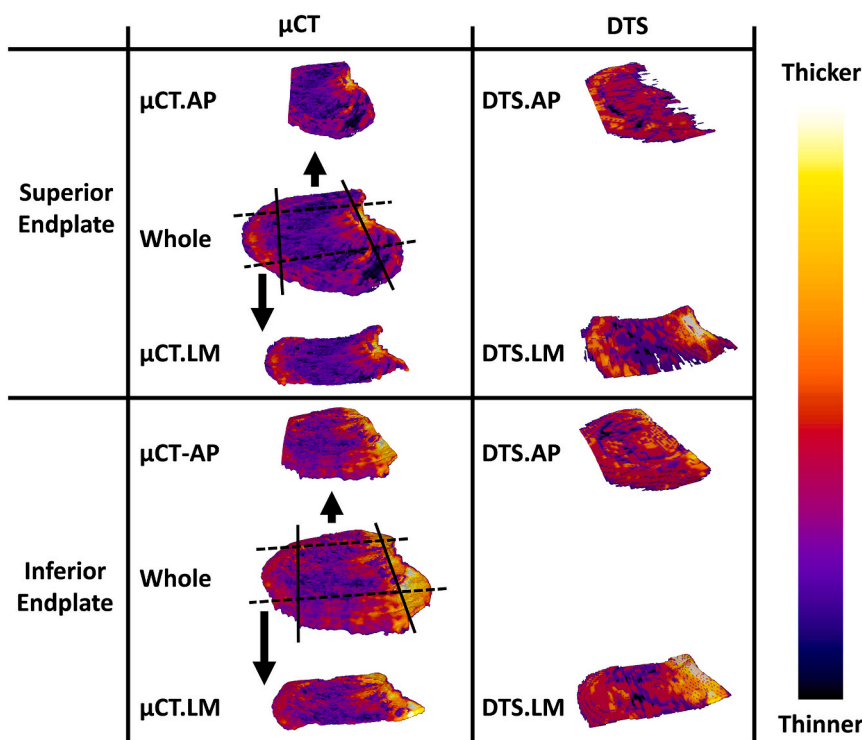 µCT
DTS
Thicker
Superior
Endplate
µCT.AP
DTS.AP
Whole
µCT.LM
DTS.LM
Inferior
Endplate
µCT-AP
DTS.AP
Whole
µCT.LM
DTS.LM
Thinner